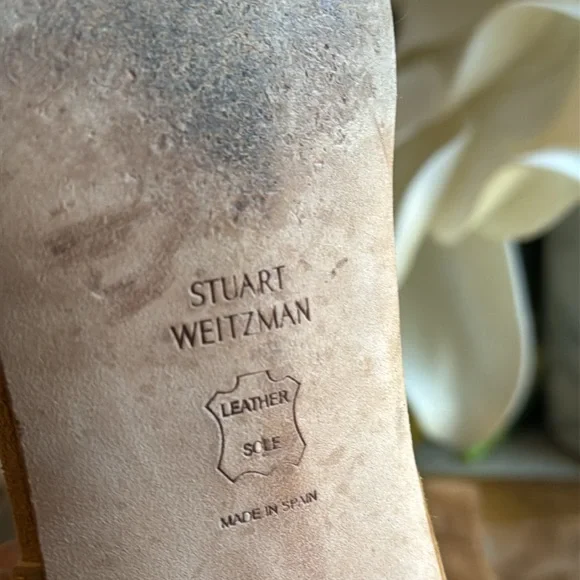 STUART
WEITZMAN
LEATHER
SOLE
MADE IN SPAIN